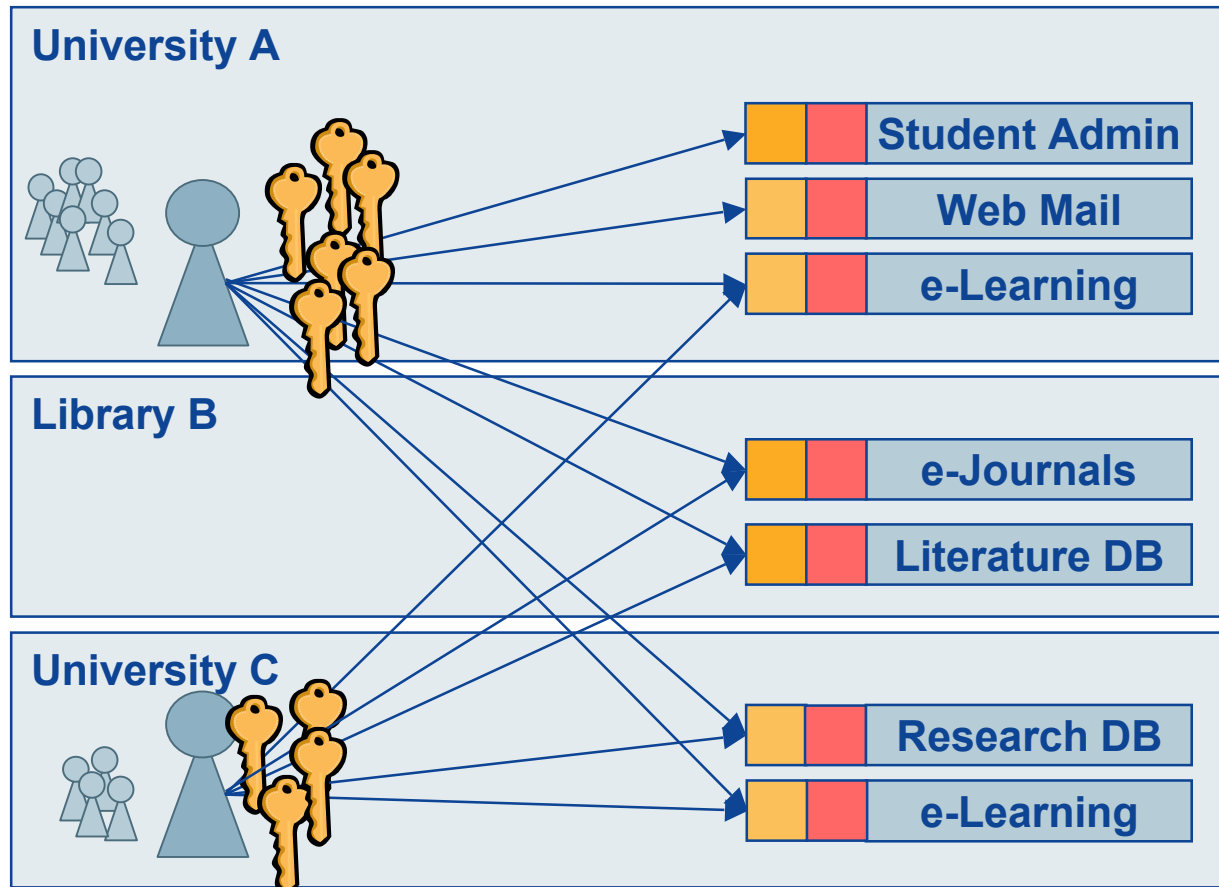 University A
Student Admin
Web Mail
e-Learning
Library B
e-Journals
Literature DB
University C
Research DB
e-Learning